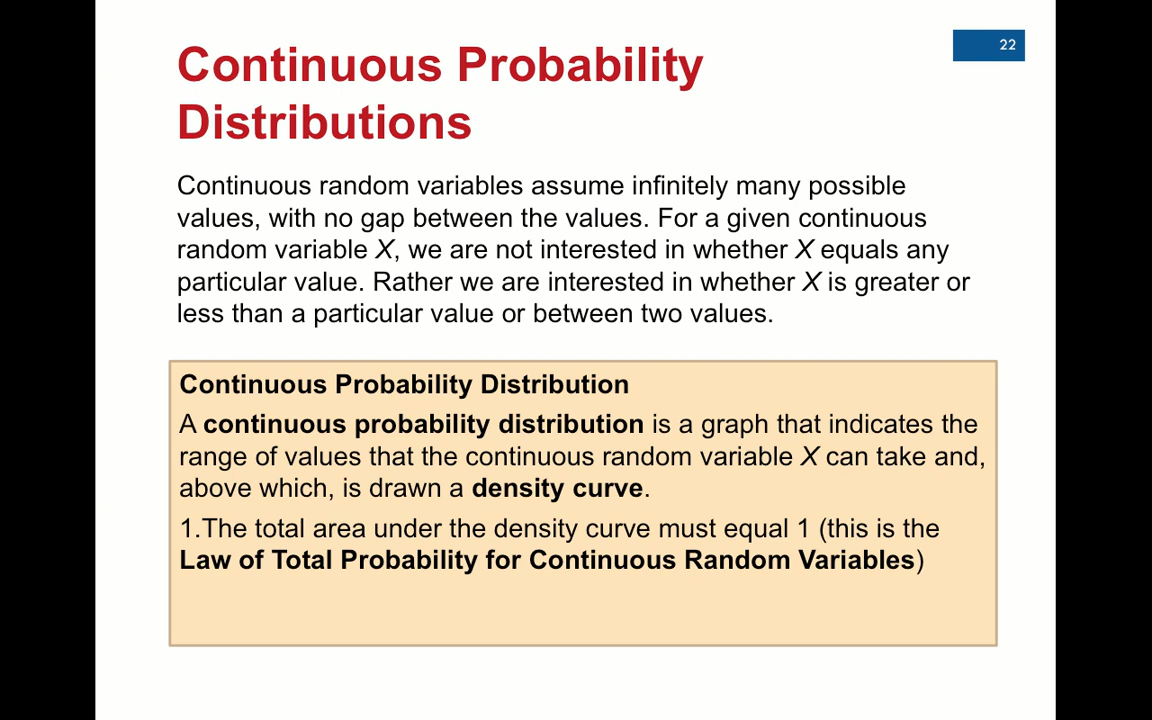 22
Continuous Probability
Distributions
Continuous random variables assume infinitely many possible
values, with no gap between the values. For a given continuous
random variable X, we are not interested in whether X equals any
particular value. Rather we are interested in whether X is greater or
less than a particular value or between two values.
Continuous Probability Distribution
A continuous probability distribution is a graph that indicates the
range of values that the continuous random variable X can take and,
above which, is drawn a density curve.
1.The total area under the density curve must equal 1 (this is the
Law of Total Probability for Continuous Random Variables)